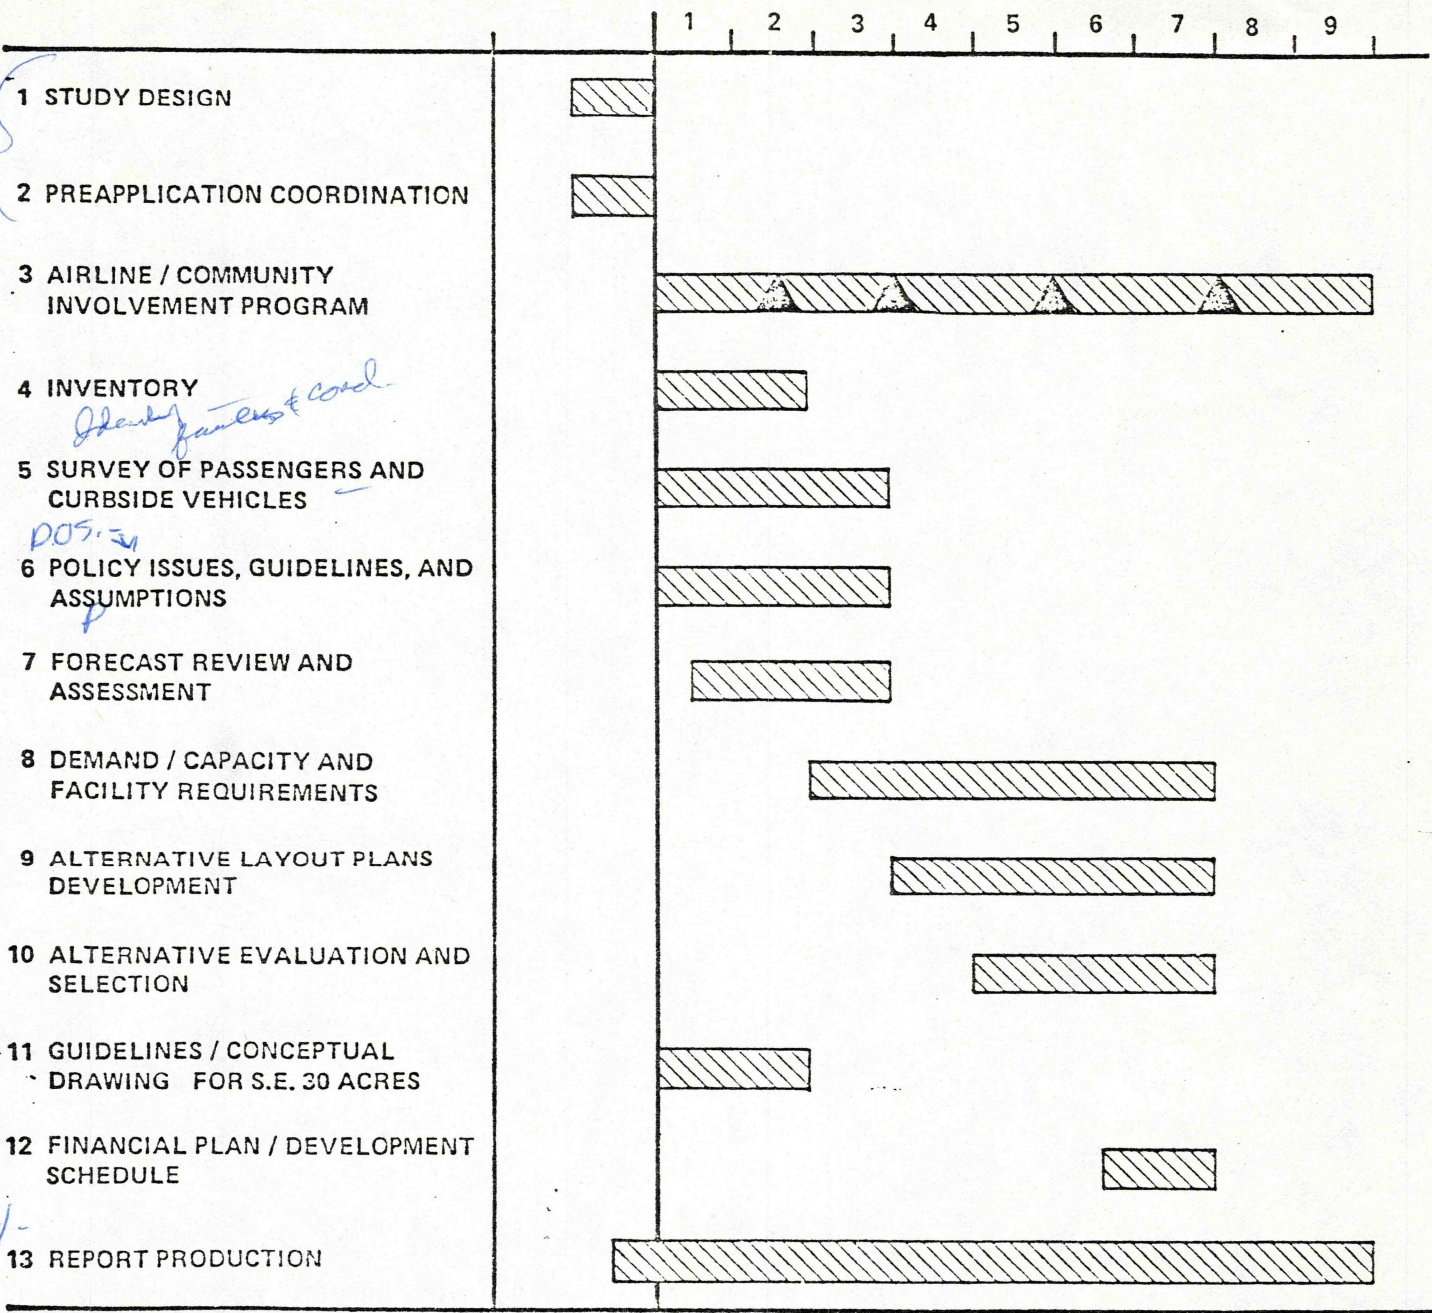 1 2 3 4 5 6 7 8 9
1 STUDY DESIGN
2 PREAPPLICATION COORDINATION
3 AIRLINE / COMMUNITY
INVOLVEMENT PROGRAM
4 INVENTORY
& cond.
5 SURVEY OF PASSENGERS AND
CURBSIDE VEHICLES
6 POLICY ISSUES, GUIDELINES, AND
ASSUMPTIONS
P
7 FORECAST REVIEW AND
ASSESSMENT
8 DEMAND / CAPACITY AND
FACILITY REQUIREMENTS
9 ALTERNATIVE LAYOUT PLANS
DEVELOPMENT
10 ALTERNATIVE EVALUATION AND
SELECTION
11 GUIDELINES / CONCEPTUAL
DRAWING FOR S.E. 30 ACRES
12 FINANCIAL PLAN / DEVELOPMENT
SCHEDULE
13 REPORT PRODUCTION